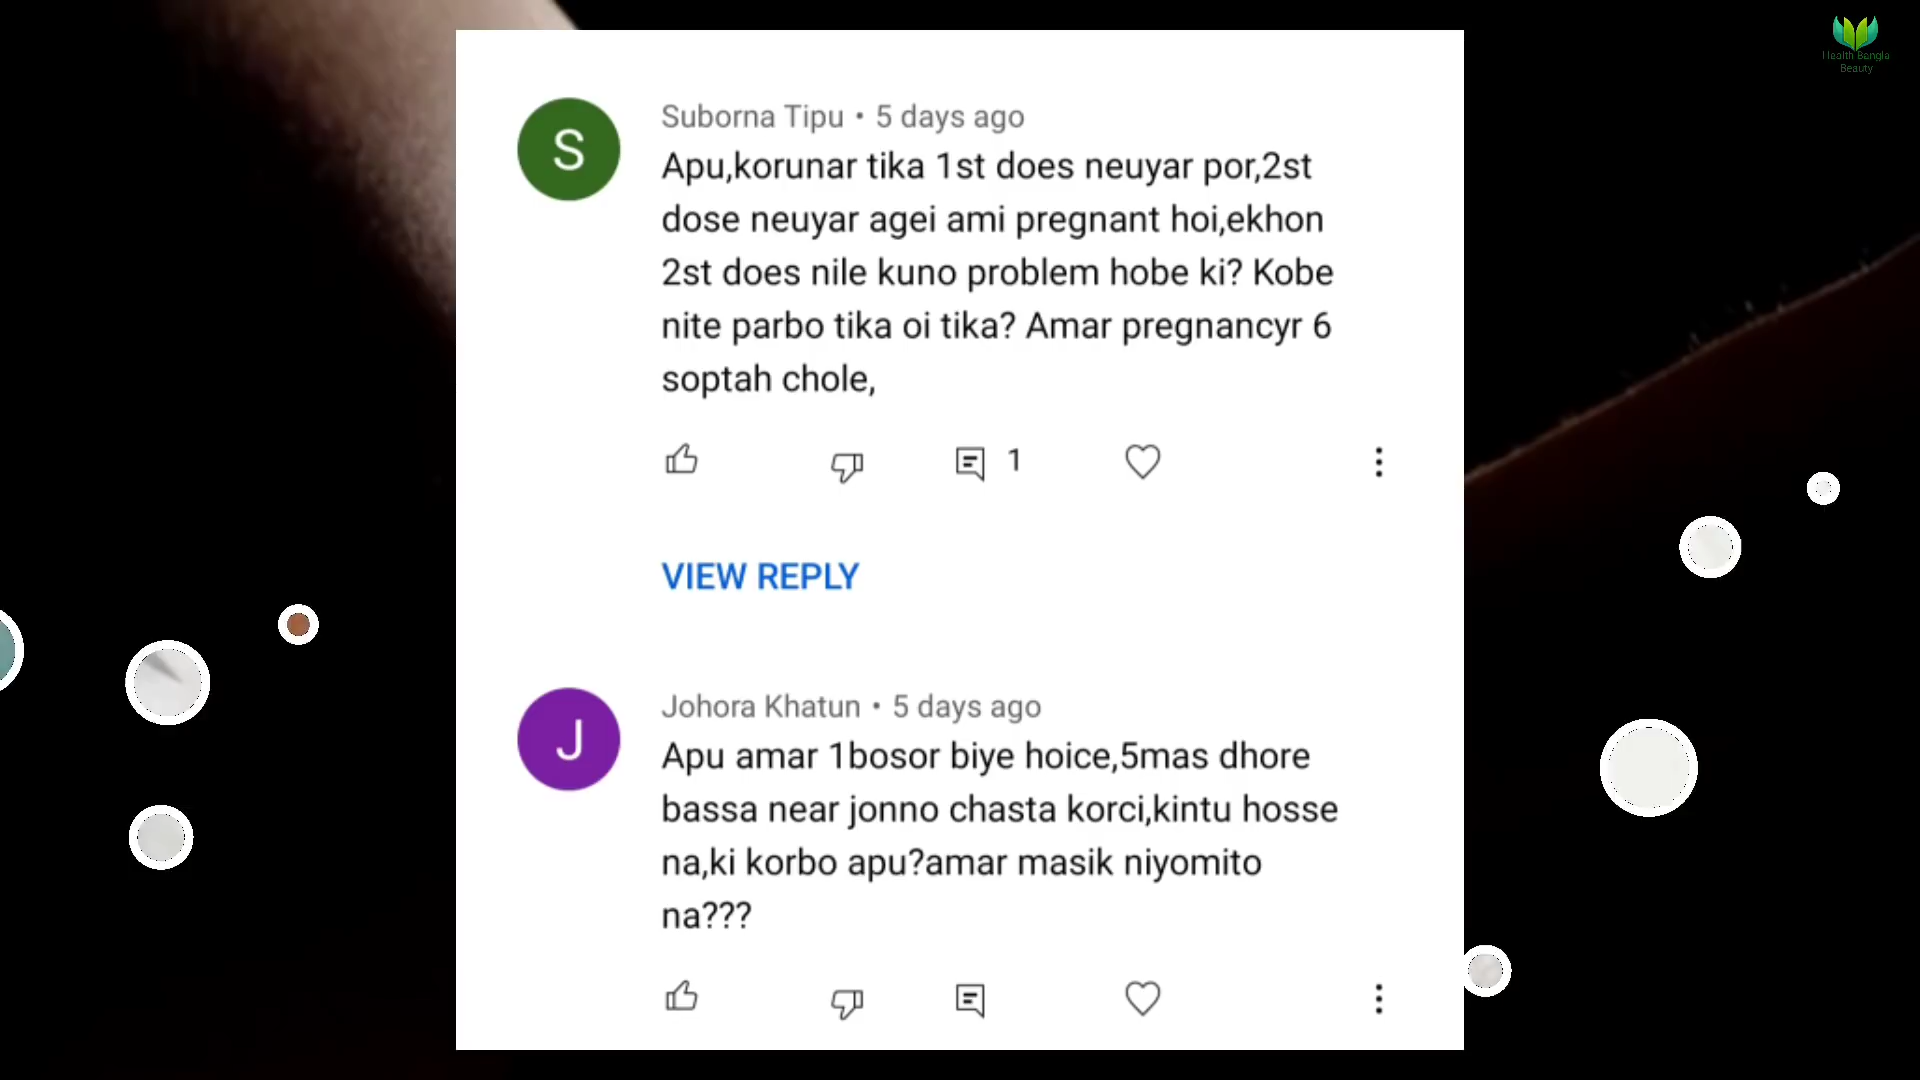 Health Bangla
Beauty
S
Suborna Tipu • 5 days ago
Apu,korunar tika 1st does neuyar por,2st
dose neuyar agei ami pregnant hoi,ekhon
2st does nile kuno problem hobe ki? Kobe
nite parbo tika oi tika? Amar pregnancyr 6
soptah chole,
1
VIEW REPLY
J
Johora Khatun • 5 days ago
Apu amar 1bosor biye hoice,5mas dhore
bassa near jonno chasta korci,kintu hosse
na,ki korbo apu?amar masik niyomito
na???